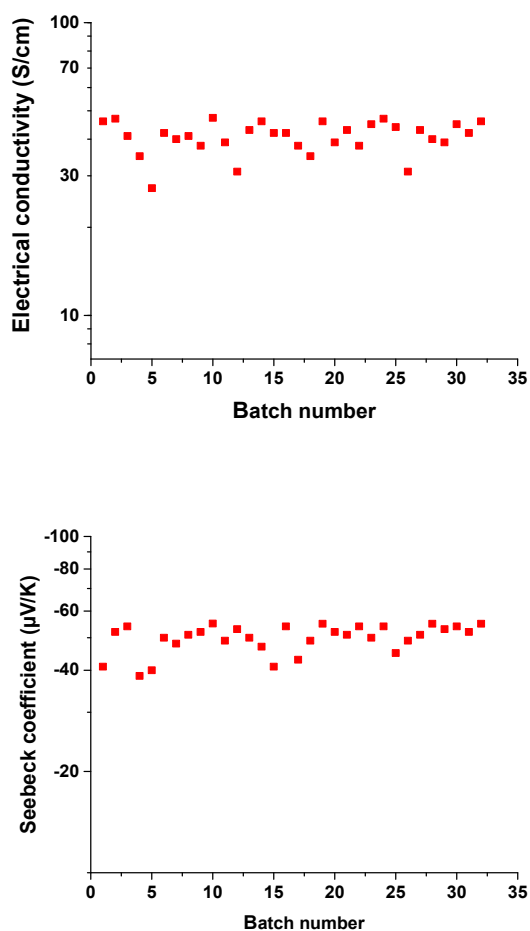 Electrical conductivity (S/cm)
100
70
30
10
0 5 10 15 20 25 30 35
Batch number
Seebeck coefficient (µV/K)
-100
-80
-60
-40
-20
0 5 10 15 20 25 30 35
Batch number